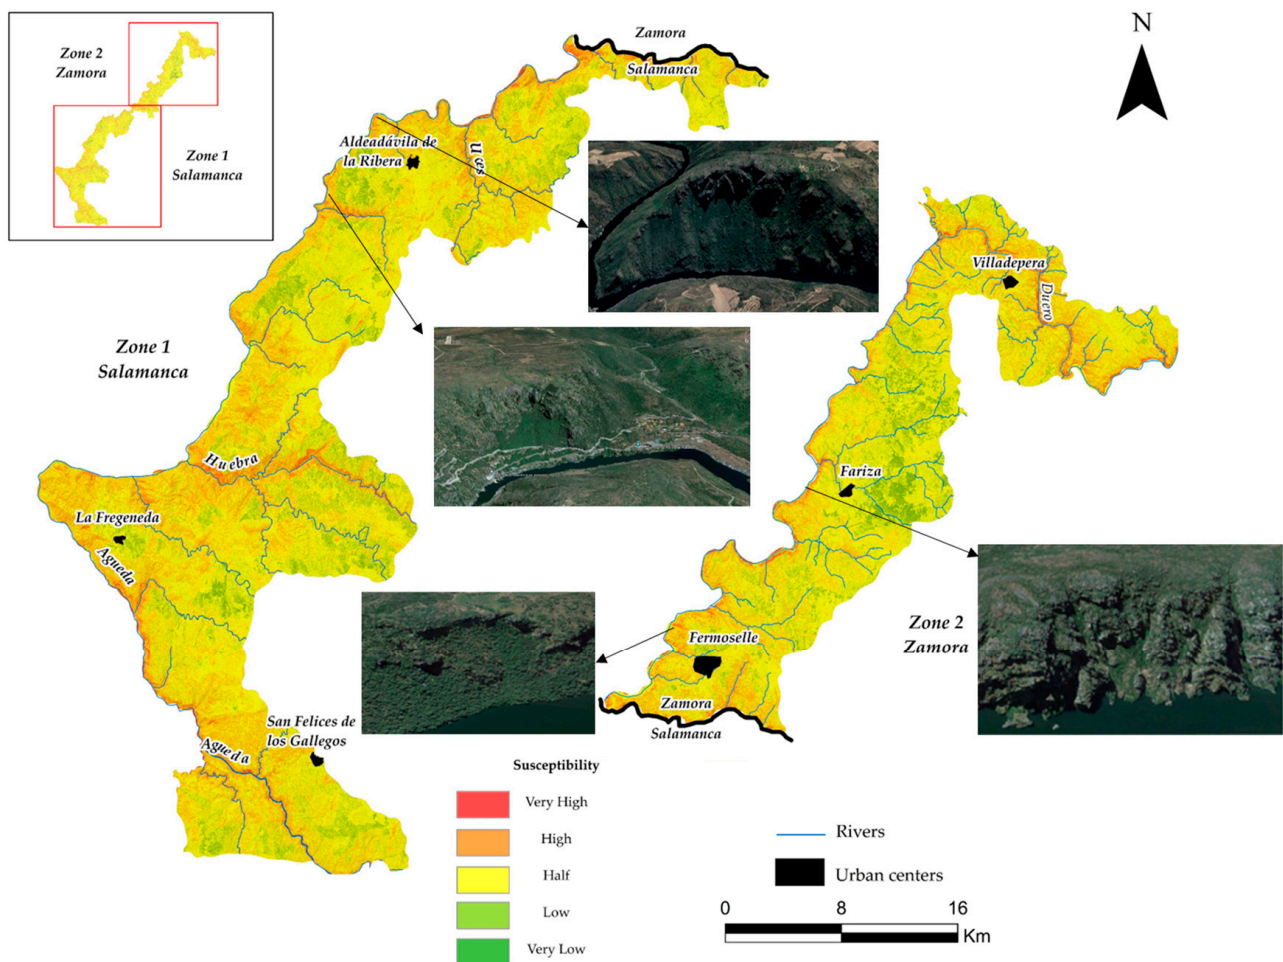 Zone 2
Zamora
Zone 1
Salamanca
Zamora
Salamanca
N
Aldeadávila de
la Ribera
Uces
Villadepera
Duero
Zone 1
Salamanca
Huebra
Fariza
La Fregeneda
Agueda
Zone 2
Zamora
Fermoselle
Zamora
Salamanca
San Felices de
los Gallegos
Agueda
Susceptibility
Very High
High
Half
Low
Very Low
Rivers
Urban centers
0 8 16
Km